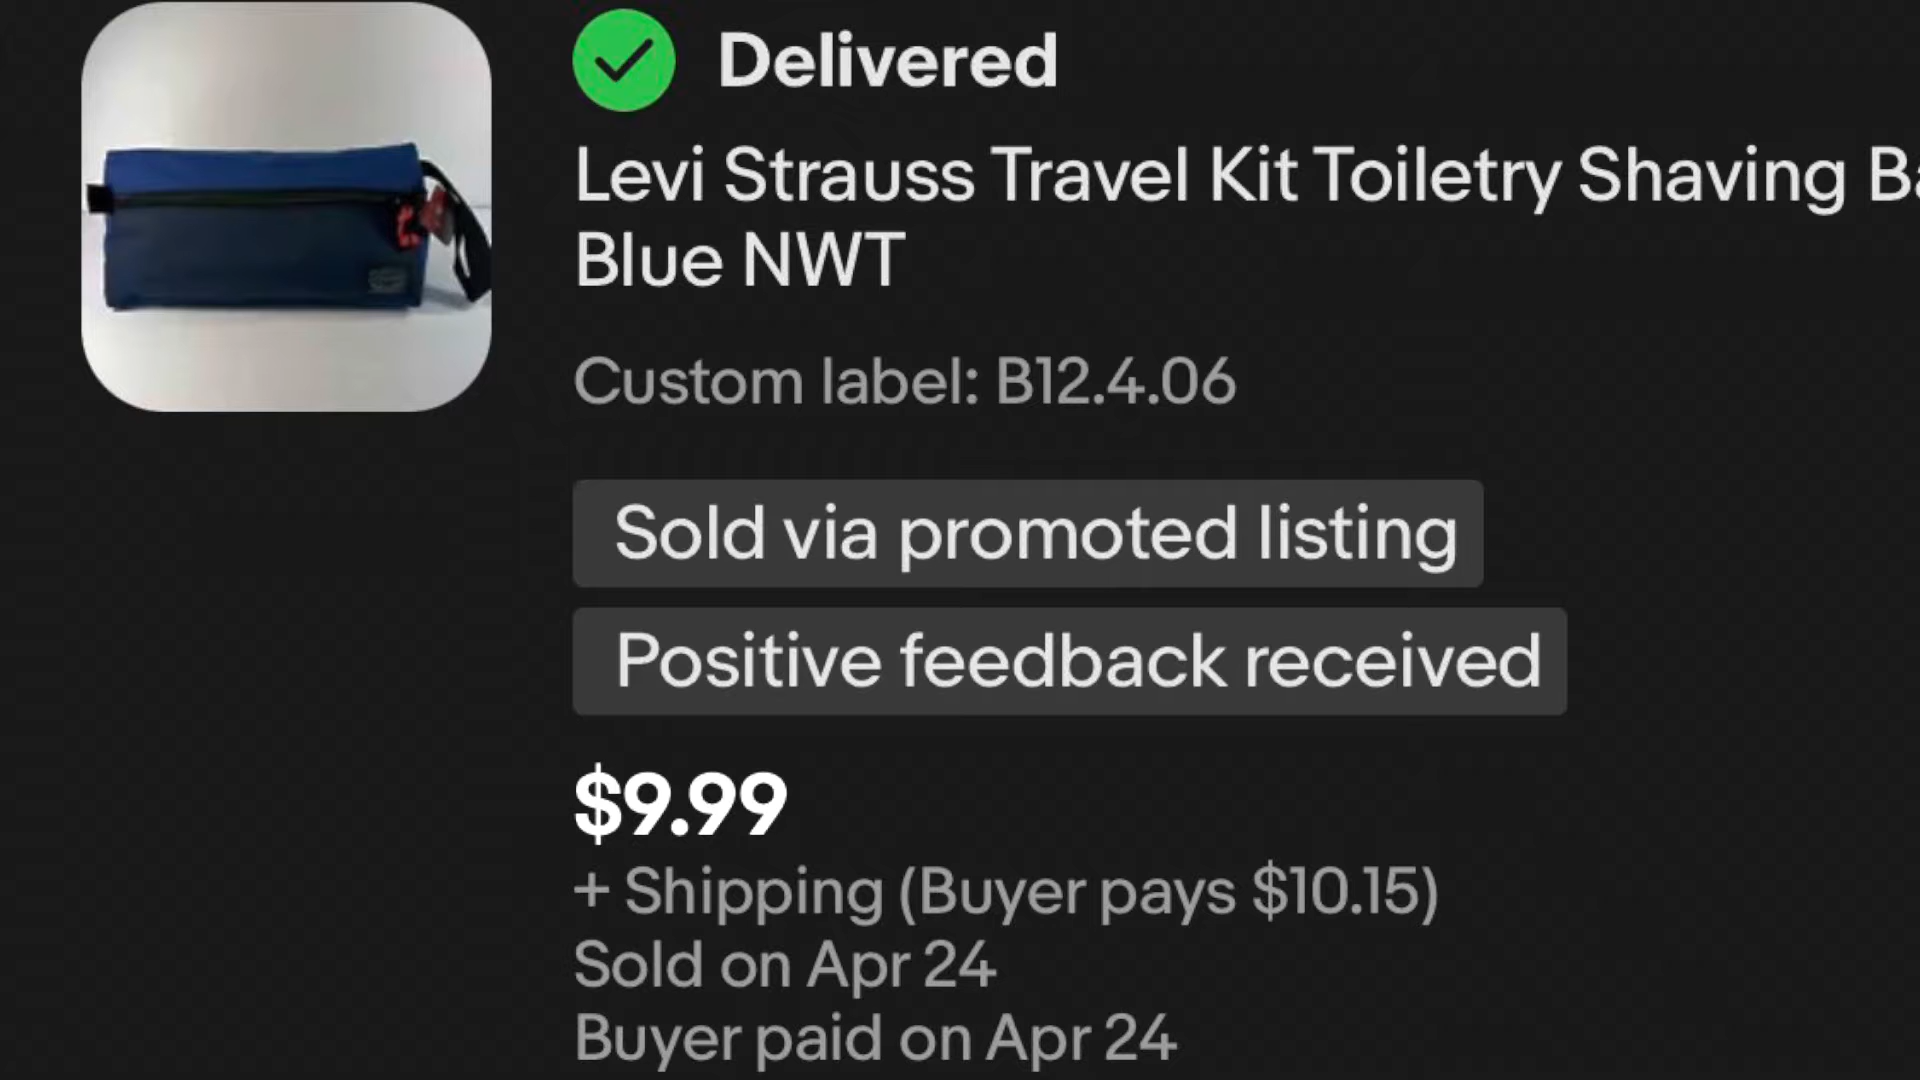 Delivered
Levi Strauss Travel Kit Toiletry Shaving
Blue NWT
Custom label: B12.4.06
Sold via promoted listing
Positive feedback received
$9.99
+ Shipping (Buyer pays $10.15)
Sold on Apr 24
Buyer paid on Apr 24